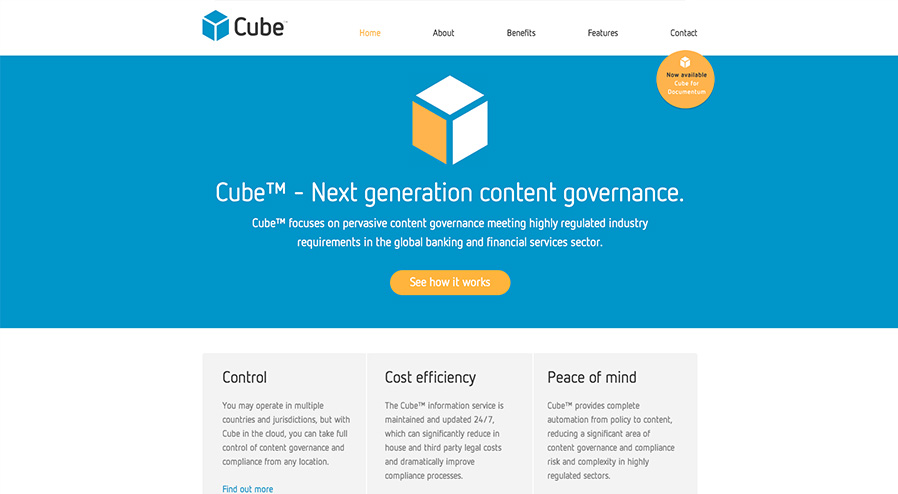 Cube™
Home
About
Benefits
Features
Contact
Now available
Cube for
Documentum
Cube™ - Next generation content governance.
Cube™ focuses on pervasive content governance meeting highly regulated industry
requirements in the global banking and financial services sector.
See how it works
Control
You may operate in multiple
countries and jurisdictions, but with
Cube in the cloud, you can take full
control of content governance and
compliance from any location.
Find out more
Cost efficiency
The Cube™ information service is
maintained and updated 24/7,
which can significantly reduce in
house and third party legal costs
and dramatically improve
compliance processes.
Peace of mind
Cube™ provides complete
automation from policy to content,
reducing a significant area of
content governance and compliance
risk and complexity in highly
regulated sectors.